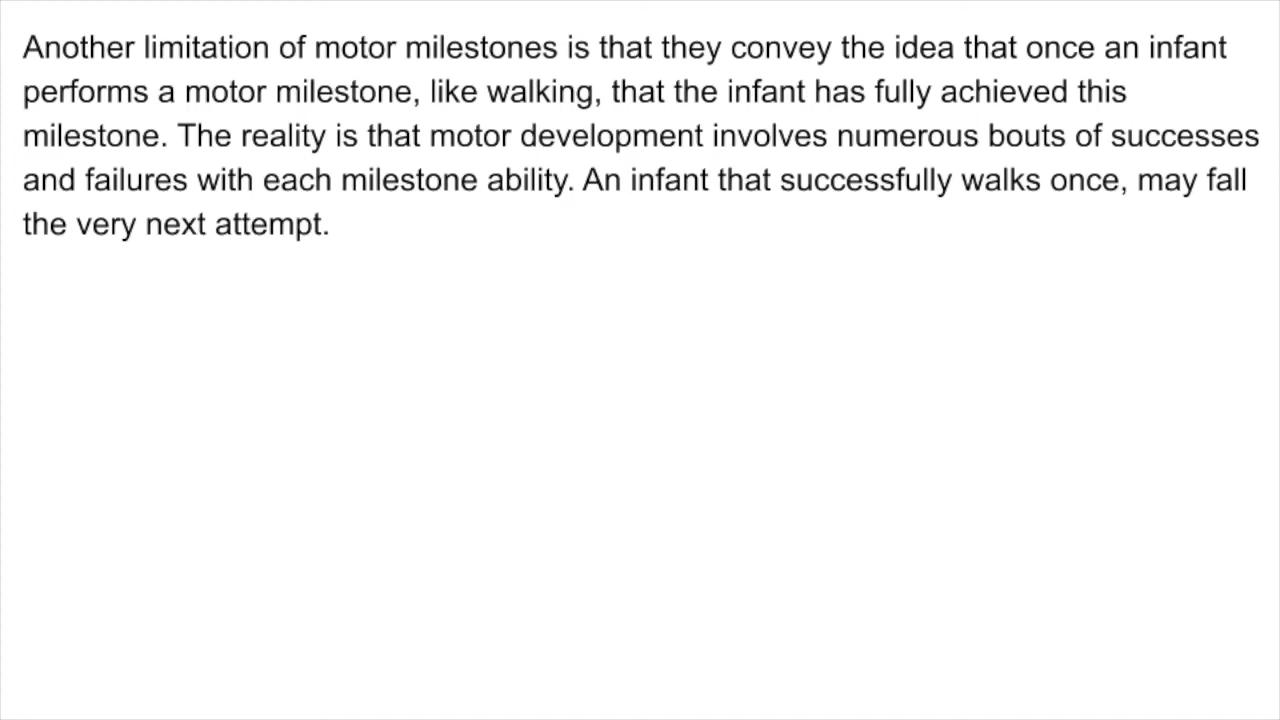 Another limitation of motor milestones is that they convey the idea that once an infant
performs a motor milestone, like walking, that the infant has fully achieved this
milestone. The reality is that motor development involves numerous bouts of successes
and failures with each milestone ability. An infant that successfully walks once, may fall
the very next attempt.